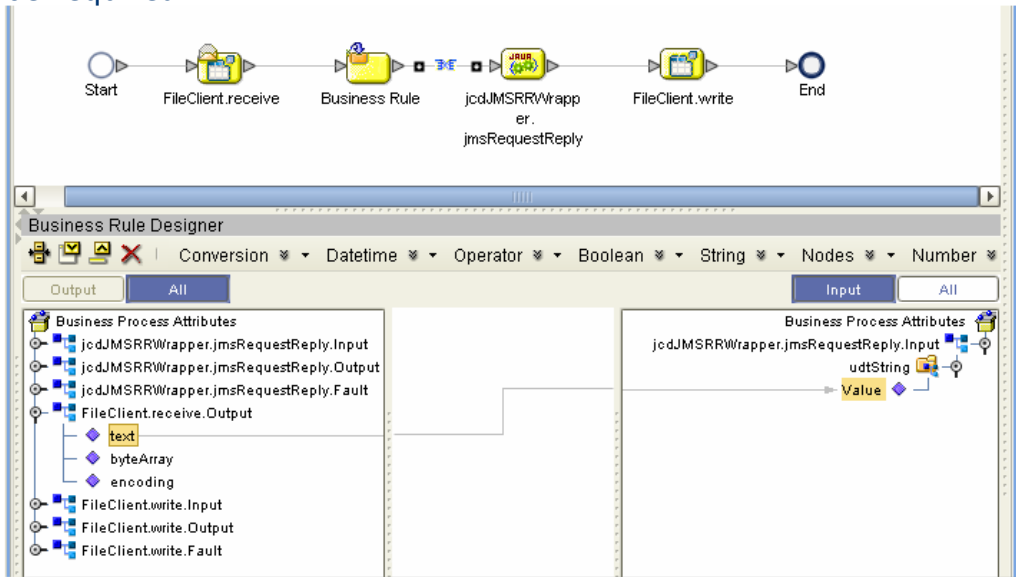 Start
FileClient.receive
Business Rule
jcdJMSRRWrapp
er.
jmsRequestReply
FileClient.write
End
JAVA
Business Rule Designer
Conversion Datetime Operator Boolean String Nodes Number
Output All Input All
Business Process Attributes
jcdJMSRRWrapper.jmsRequestReply.Input
jcdJMSRRWrapper.jmsRequestReply.Output
jcdJMSRRWrapper.jmsRequestReply.Fault
FileClient.receive.Output
text
byteArray
encoding
FileClient.write.Input
FileClient.write.Output
FileClient.write.Fault
Business Process Attributes
jcdJMSRRWrapper.jmsRequestReply.Input
udtString
Value